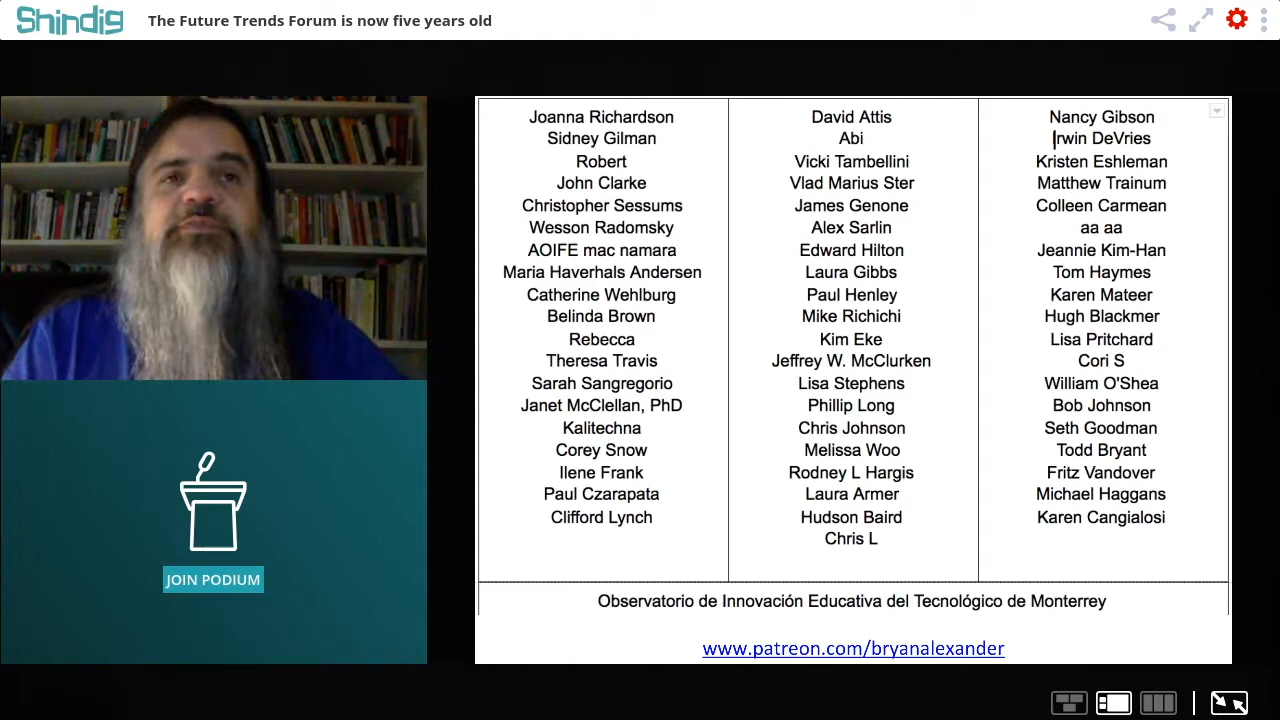 Shindig
The Future Trends Forum is now five years old
Joanna Richardson
Sidney Gilman
Robert
John Clarke
Christopher Sessums
Wesson Radomsky
AOIFE mac namara
Maria Haverhals Andersen
Catherine Wehlburg
Belinda Brown
Rebecca
Theresa Travis
Sarah Sangregorio
Janet McClellan, PhD
Kalitechna
Corey Snow
Ilene Frank
Paul Czarapata
Clifford Lynch
David Attis
Abi
Vicki Tambellini
Vlad Marius Ster
James Genone
Alex Sarlin
Edward Hilton
Laura Gibbs
Paul Henley
Mike Richichi
Kim Eke
Jeffrey W. McClurken
Lisa Stephens
Phillip Long
Chris Johnson
Melissa Woo
Rodney L Hargis
Laura Armer
Hudson Baird
Chris L
Nancy Gibson
Irwin DeVries
Kristen Eshleman
Matthew Trainum
Colleen Carmean
aa aa
Jeannie Kim-Han
Tom Haymes
Karen Mateer
Hugh Blackmer
Lisa Pritchard
Cori S
William O'Shea
Bob Johnson
Seth Goodman
Todd Bryant
Fritz Vandover
Michael Haggans
Karen Cangialosi
Observatorio de Innovación Educativa del Tecnológico de Monterrey
www.patreon.com/bryanalexander
JOIN PODIUM